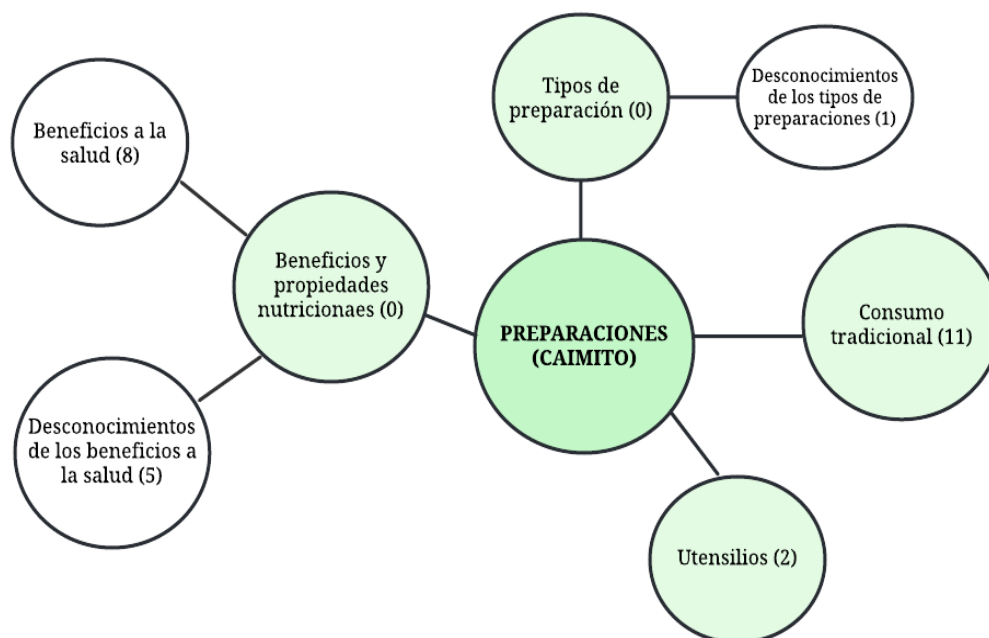 Tipos de
preparación (0)
Desconocimientos
de los tipos de
preparaciones (1)
Beneficios a la
salud (8)
Beneficios y
propiedades
nutricionaes (0)
PREPARACIONES
(CAIMITO)
Consumo
tradicional (11)
Desconocimientos
de los beneficios a
la salud (5)
Utensilios (2)